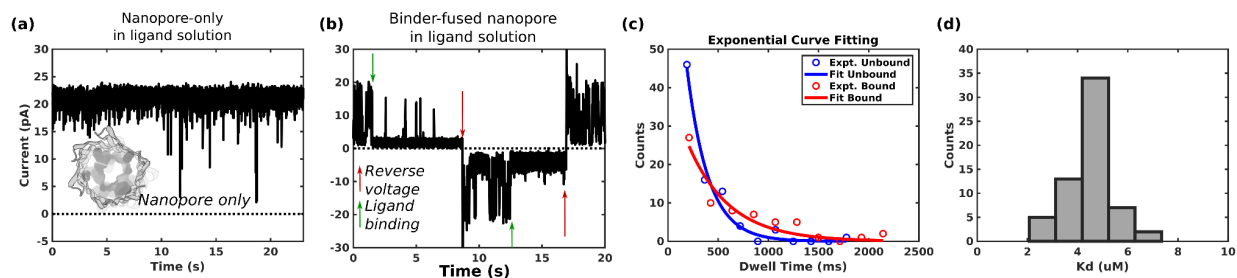 (a)
Nanopore-only
in ligand solution
30
25
20
15
10
5
0
-5
Current (pA)
Nanopore only
0
5
10
15
20
Time (s)
(b)
Binder-fused nanopore
in ligand solution
30
20
10
0
-10
-20
-30
Reverse
voltage
Ligand
binding
0
5
10
15
20
Time (s)
(c)
Exponential Curve Fitting
50
40
30
20
10
0
Counts
Expt. Unbound
Fit Unbound
Expt. Bound
Fit Bound
0
500
1000
1500
2000
2500
Dwell Time (ms)
(d)
40
35
30
25
20
15
10
5
0
Counts
0
2
4
6
8
10
Kd (uM)